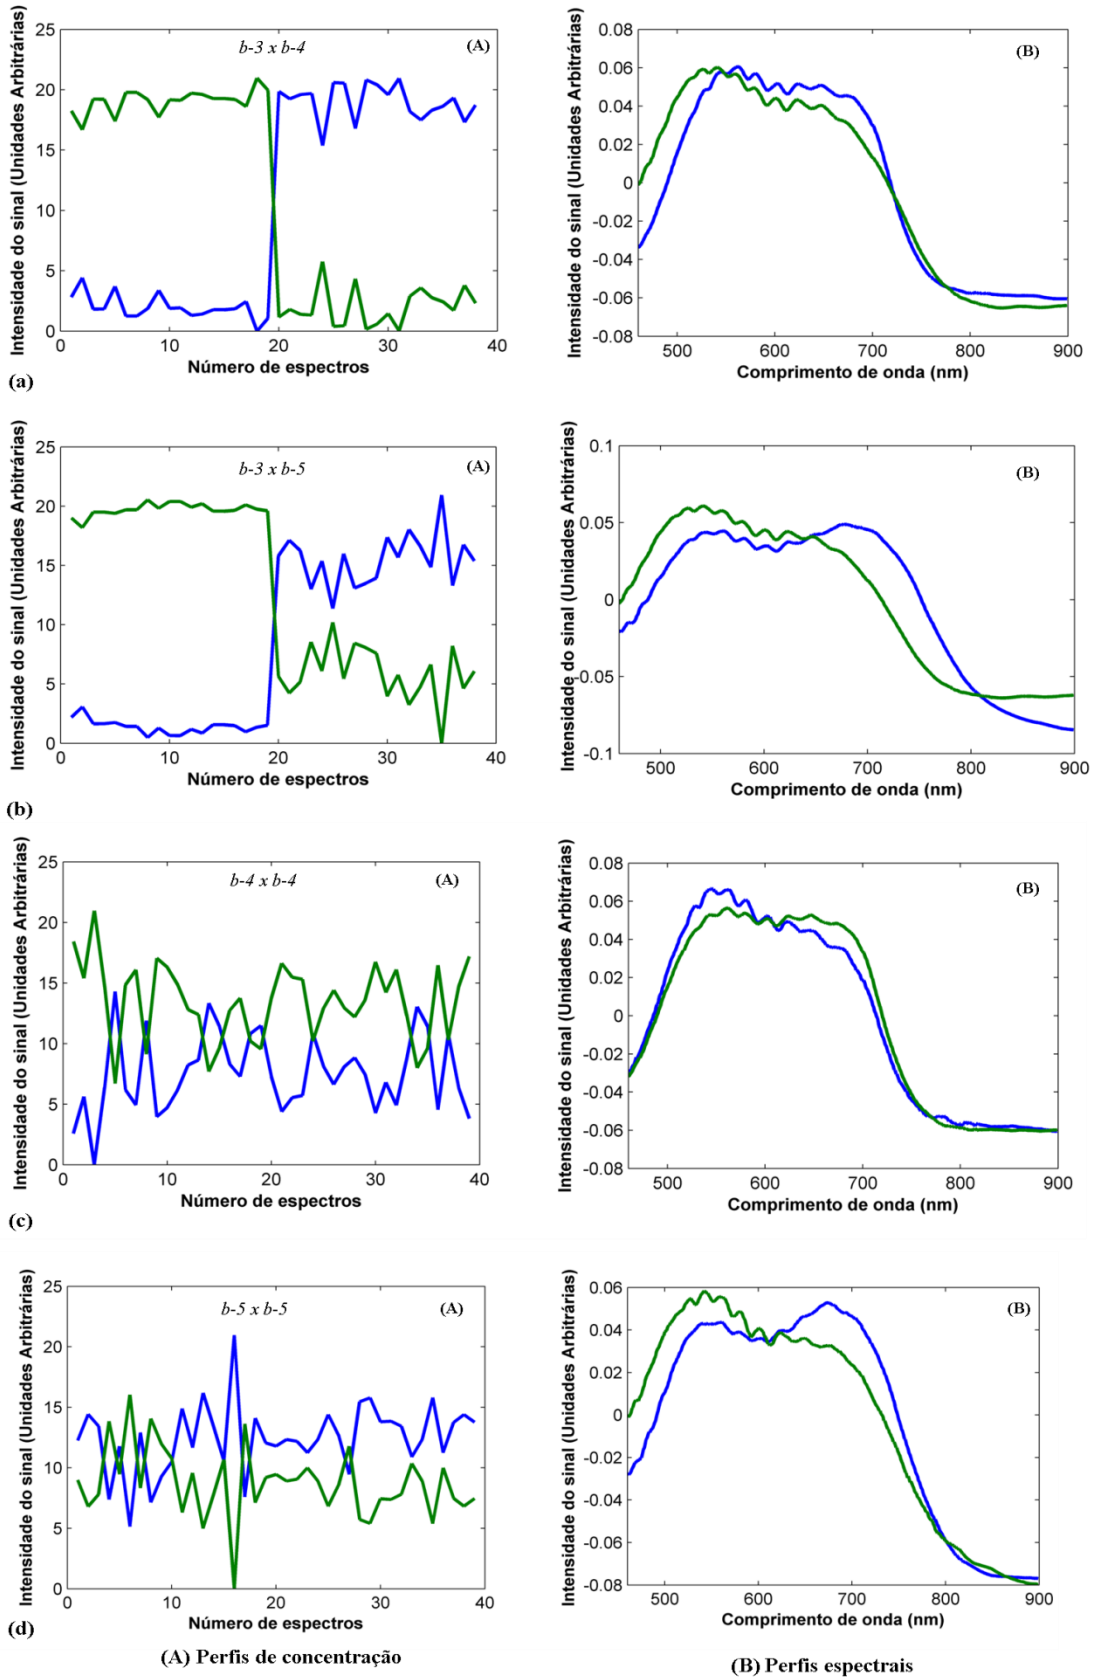 Intensidade do sinal (Unidades Arbitrárias)
25
20
15
10
5
0
b-3 x b-4
(A)
0 10 20 30 40
Número de espectros
(a)
Intensidade do sinal (Unidades Arbitrárias)
0.08
0.06
0.04
0.02
0
-0.02
-0.04
-0.06
-0.08
(B)
500 600 700 800 900
Comprimento de onda (nm)
Intensidade do sinal (Unidades Arbitrárias)
25
20
15
10
5
0
b-3 x b-5
(A)
0 10 20 30 40
Número de espectros
(b)
Intensidade do sinal (Unidades Arbitrárias)
0.1
0.05
0
-0.05
-0.1
(B)
500 600 700 800 900
Comprimento de onda (nm)
Intensidade do sinal (Unidades Arbitrárias)
25
20
15
10
5
0
b-4 x b-4
(A)
0 10 20 30 40
Número de espectros
(c)
Intensidade do sinal (Unidades Arbitrárias)
0.08
0.06
0.04
0.02
0
-0.02
-0.04
-0.06
-0.08
(B)
500 600 700 800 900
Comprimento de onda (nm)
Intensidade do sinal (Unidades Arbitrárias)
25
20
15
10
5
0
b-5 x b-5
(A)
0 10 20 30 40
Número de espectros
(d)
Intensidade do sinal (Unidades Arbitrárias)
0.06
0.04
0.02
0
-0.02
-0.04
-0.06
-0.08
(B)
500 600 700 800 900
Comprimento de onda (nm)
(A) Perfis de concentração
(B) Perfis espectrais